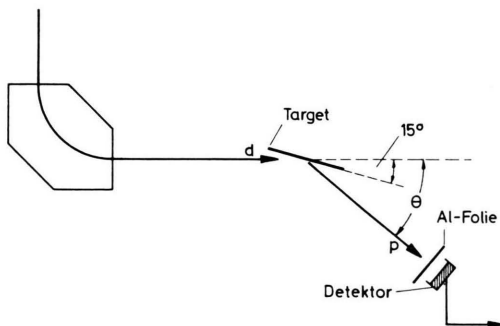 Target
15°
d
θ
Al-Folie
p
Detektor